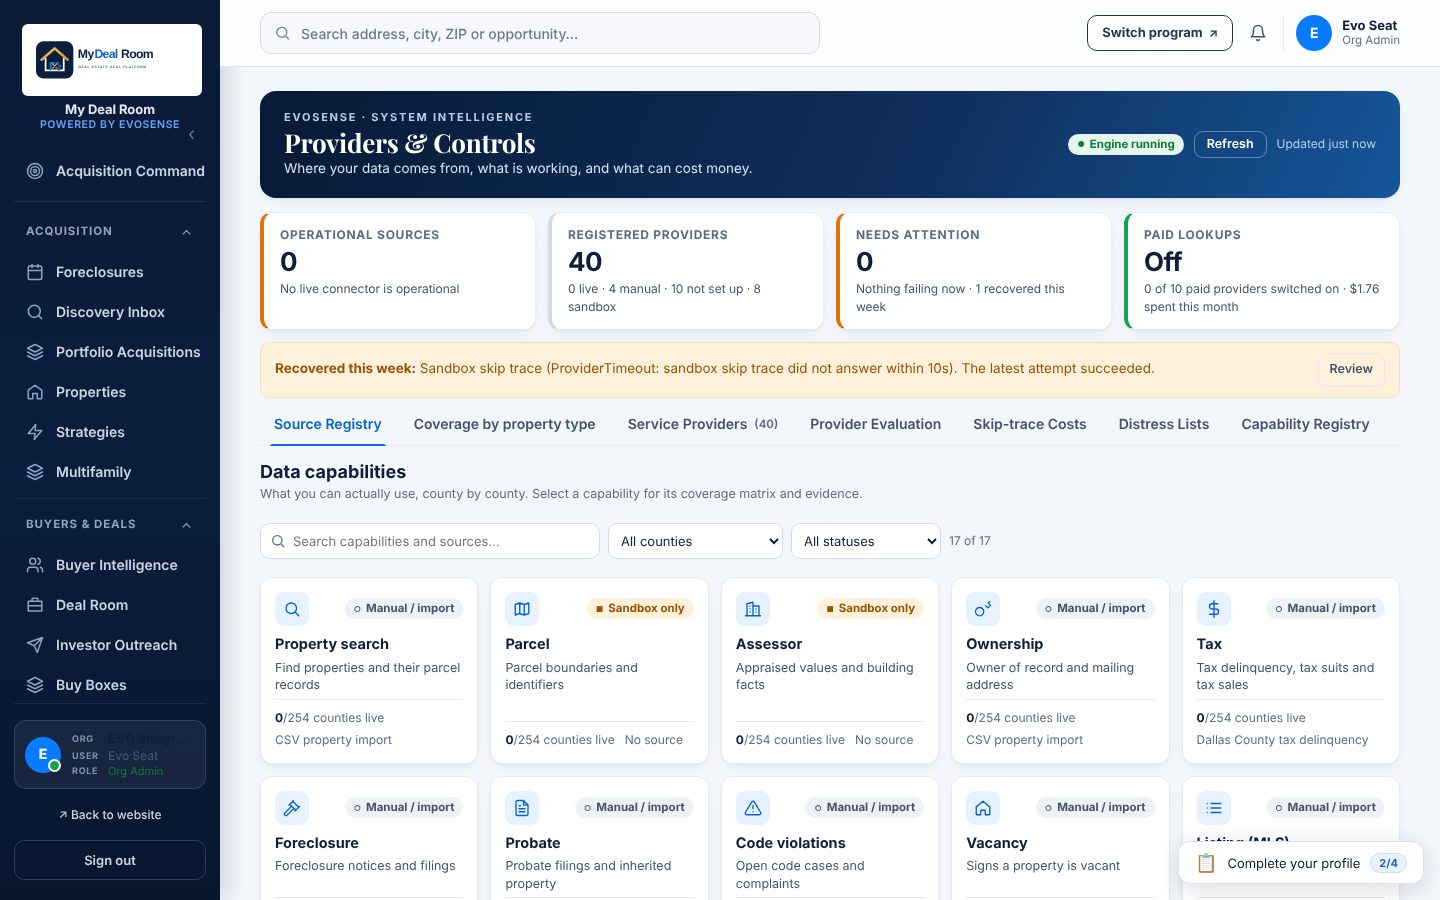 MyDeal Room
REAL ESTATE DEAL PLATFORM
My Deal Room
POWERED BY EVOSENSE
Acquisition Command
ACQUISITION
Foreclosures
Discovery Inbox
Portfolio Acquisitions
Properties
Strategies
Multifamily
BUYERS & DEALS
Buyer Intelligence
Deal Room
Investor Outreach
Buy Boxes
E
ORG EVO Integr...
USER Evo Seat
ROLE Org Admin
↗ Back to website
Sign out
Search address, city, ZIP or opportunity...
Switch program ↗
E
Evo Seat
Org Admin
EVOSENSE · SYSTEM INTELLIGENCE
Providers & Controls
Where your data comes from, what is working, and what can cost money.
Engine running
Refresh
Updated just now
OPERATIONAL SOURCES
0
No live connector is operational
REGISTERED PROVIDERS
40
0 live · 4 manual · 10 not set up · 8
sandbox
NEEDS ATTENTION
0
Nothing failing now · 1 recovered this
week
PAID LOOKUPS
Off
0 of 10 paid providers switched on · $1.76
spent this month
Recovered this week: Sandbox skip trace (ProviderTimeout: sandbox skip trace did not answer within 10s). The latest attempt succeeded.
Review
Source Registry
Coverage by property type
Service Providers (40)
Provider Evaluation
Skip-trace Costs
Distress Lists
Capability Registry
Data capabilities
What you can actually use, county by county. Select a capability for its coverage matrix and evidence.
Search capabilities and sources...
All counties
All statuses
17 of 17
Manual / import
Property search
Find properties and their parcel
records
0/254 counties live
CSV property import
Sandbox only
Parcel
Parcel boundaries and
identifiers
0/254 counties live No source
Sandbox only
Assessor
Appraised values and building
facts
0/254 counties live No source
Manual / import
Ownership
Owner of record and mailing
address
0/254 counties live
CSV property import
Manual / import
Tax
Tax delinquency, tax suits and
tax sales
0/254 counties live
Dallas County tax delinquency
Manual / import
Foreclosure
Foreclosure notices and filings
Manual / import
Probate
Probate filings and inherited
property
Manual / import
Code violations
Open code cases and
complaints
Manual / import
Vacancy
Signs a property is vacant
Manual / import
Listing (MLS)
Complete your profile 2/4